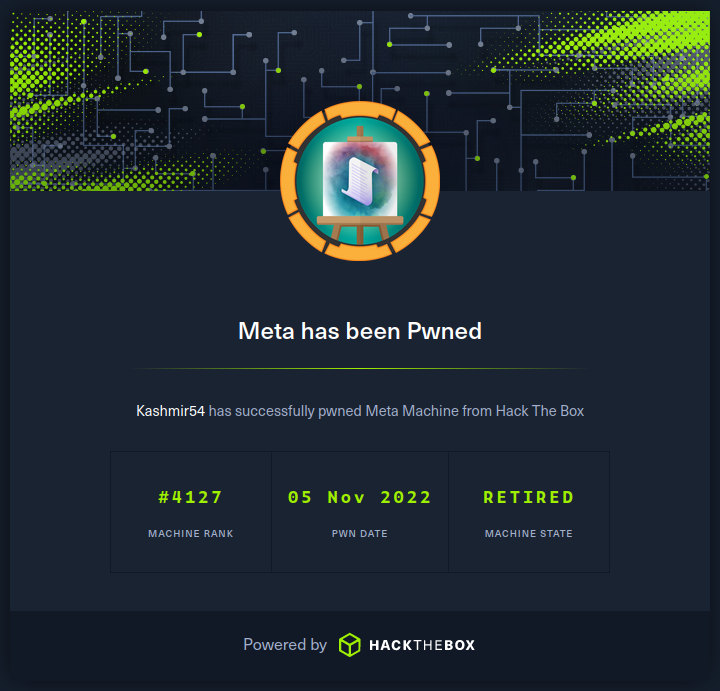 Meta has been Pwned
Kashmir54 has successfully pwned Meta Machine from Hack The Box
#4127
MACHINE RANK
05 Nov 2022
PWN DATE
RETIRED
MACHINE STATE
Powered by HACKTHEBOX